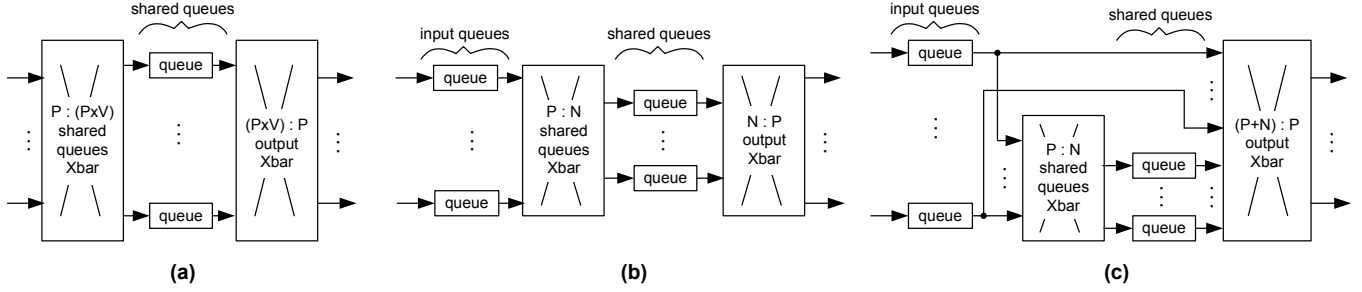 shared queues
queue
P : (PxV)
shared
queues
Xbar
(PxV) : P
output
Xbar
queue
(a)
input queues
shared queues
queue
queue
P : N
shared
queues
Xbar
queue
queue
N : P
output
Xbar
(b)
input queues
shared queues
queue
queue
P : N
shared
queues
Xbar
queue
queue
(P+N) : P
output
Xbar
(c)